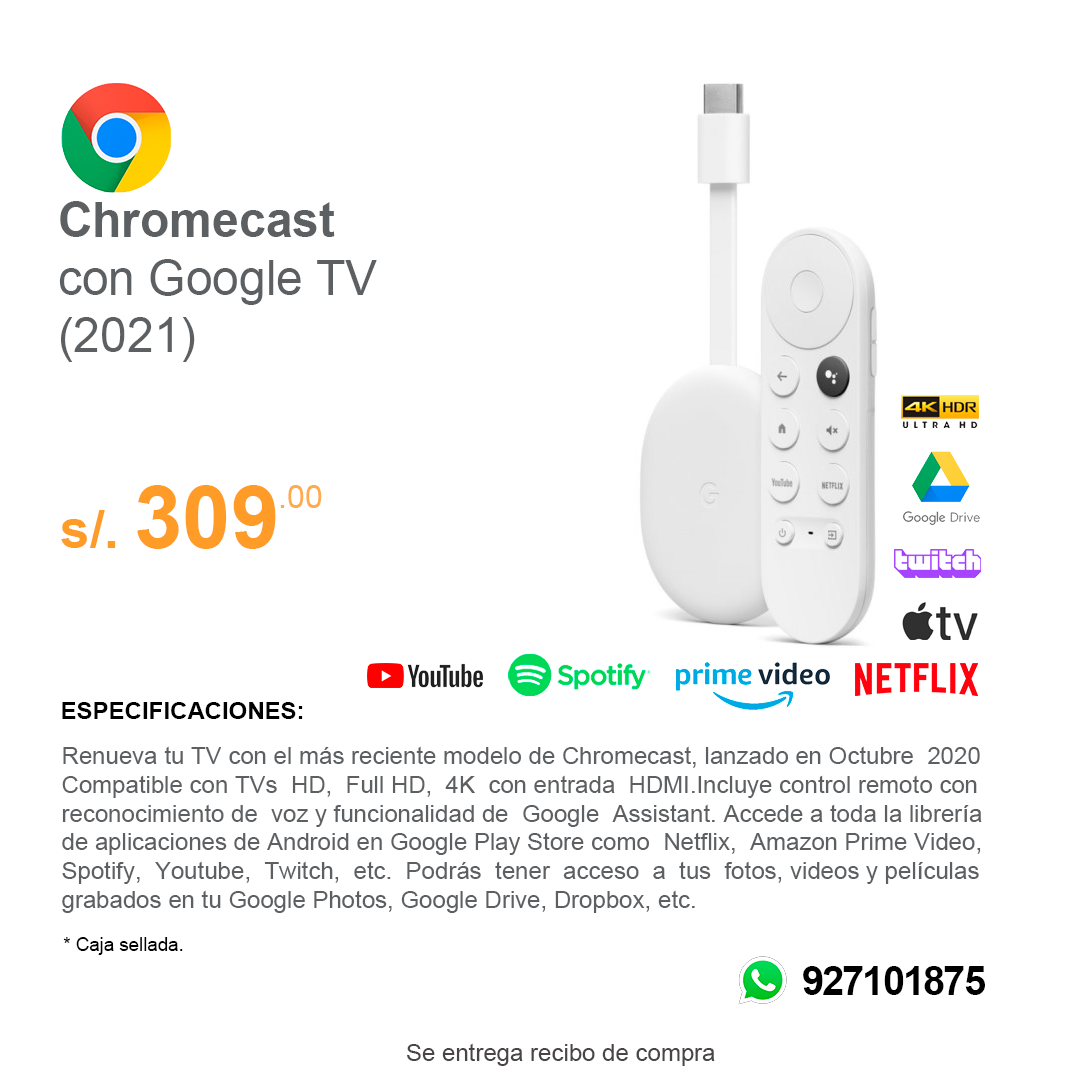 Chromecast
con Google TV
(2021)
s/. 309.00
4K HDR
ULTRA HD
Google Drive
twitch
tv
YouTube
NETFLIX
G
YouTube Spotify prime video NETFLIX
ESPECIFICACIONES:
Renueva tu TV con el más reciente modelo de Chromecast, lanzado en Octubre 2020
Compatible con TVs HD, Full HD, 4K con entrada HDMI.Incluye control remoto con
reconocimiento de voz y funcionalidad de Google Assistant. Accede a toda la librería
de aplicaciones de Android en Google Play Store como Netflix, Amazon Prime Video,
Spotify, Youtube, Twitch, etc. Podrás tener acceso a tus fotos, videos y películas
grabados en tu Google Photos, Google Drive, Dropbox, etc.
* Caja sellada.
927101875
Se entrega recibo de compra